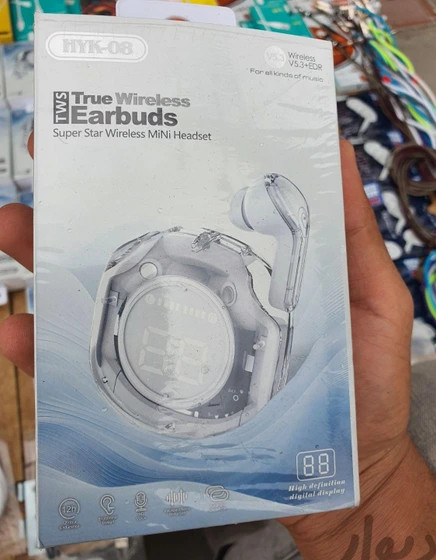 HYK-08
Wireless
V5.3+EDR
For all kinds of music
TWS True Wireless
Earbuds
Super Star Wireless MiNi Headset
88
High definition
digital display
دیوار